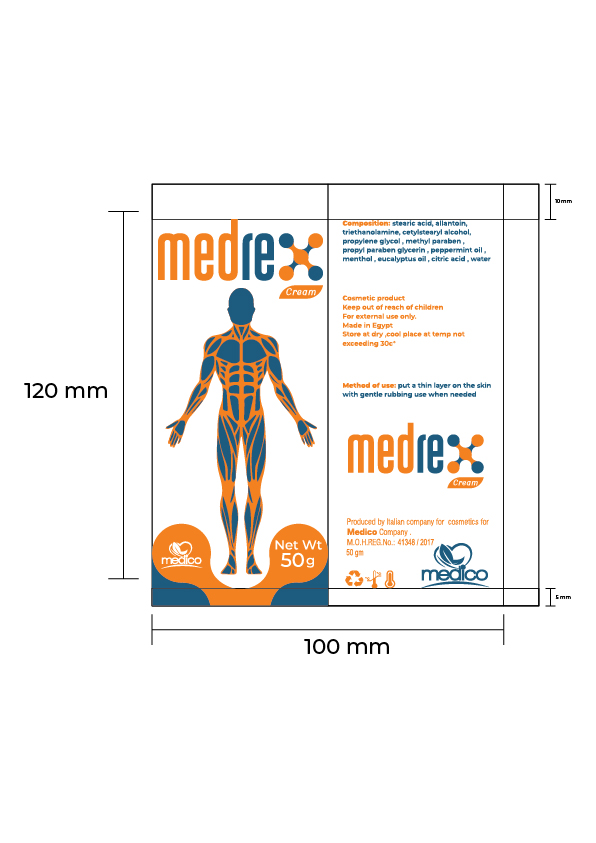 10mm
medrex
Cream
Composition: stearic acid, allantoin,
triethanolamine, cetylstearyl alcohol,
propylene glycol , methyl paraben ,
propyl paraben glycerin , peppermint oil ,
menthol , eucalyptus oil , citric acid , water
Cosmetic product
Keep out of reach of children
For external use only.
Made in Egypt
Store at dry ,cool place at temp not
exceeding 30c°
120 mm
Method of use: put a thin layer on the skin
with gentle rubbing use when needed
medrex
Cream
Produced by Italian company for cosmetics for
Medico Company .
M.O.H.REG.No.: 41348 / 2017
50 gm
medico
Net Wt
50g
medico
5mm
100 mm